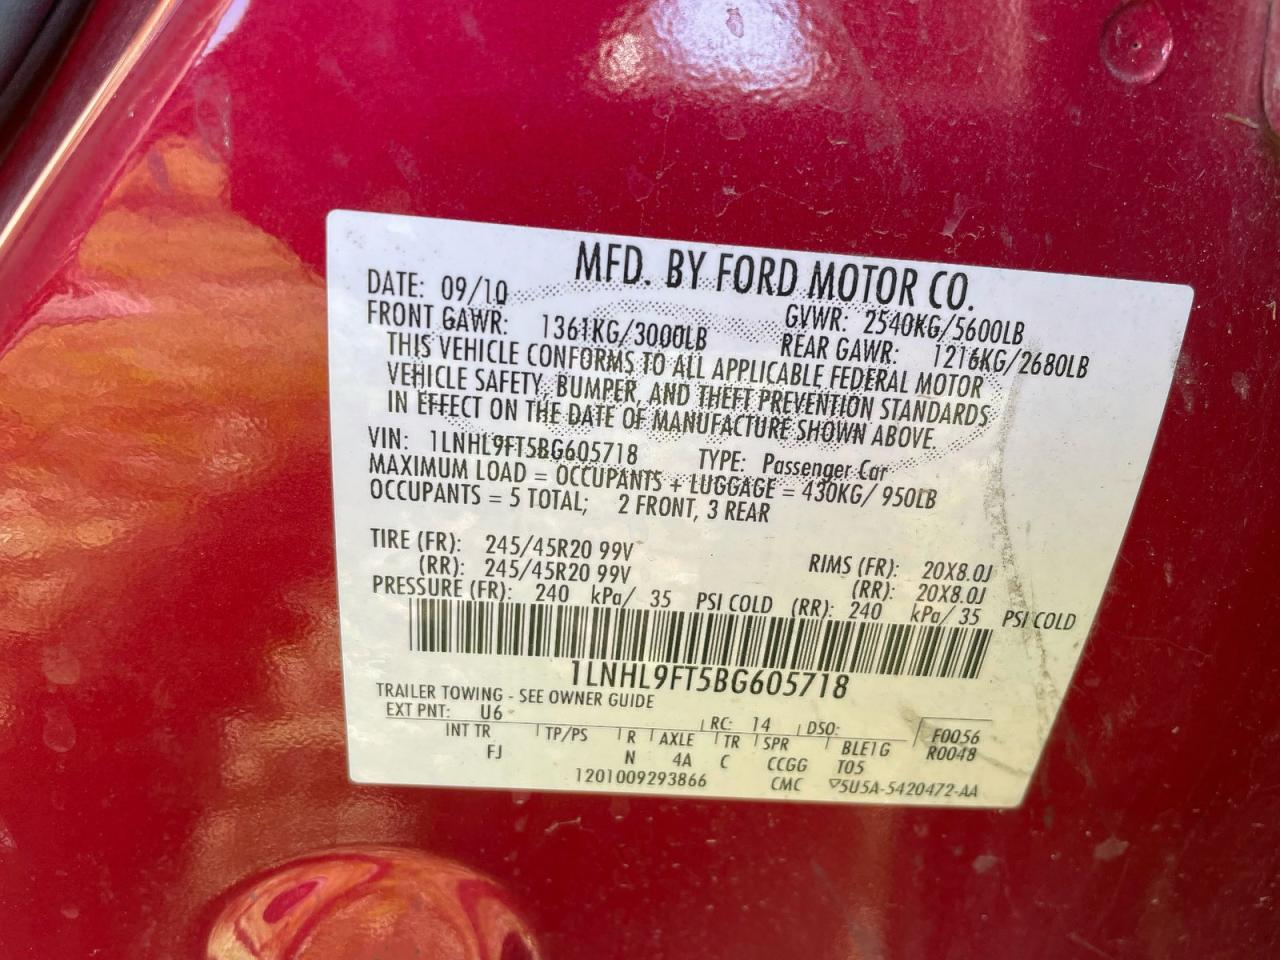 MFD. BY FORD MOTOR CO.
DATE: 09/10 GVWR: 2540KG/5600LB
FRONT GAWR: 1361KG/3000LB REAR GAWR: 1216KG/2680LB
THIS VEHICLE CONFORMS TO ALL APPLICABLE FEDERAL MOTOR
VEHICLE SAFETY, BUMPER, AND THEFT PREVENTION STANDARDS
IN EFFECT ON THE DATE OF MANUFACTURE SHOWN ABOVE.
VIN: 1LNHL9FT5BG605718 TYPE: Passenger Car
MAXIMUM LOAD = OCCUPANTS + LUGGAGE = 430KG/ 950LB
OCCUPANTS = 5 TOTAL; 2 FRONT, 3 REAR
TIRE (FR): 245/45R20 99V RIMS (FR): 20X8.0J
(RR): 245/45R20 99V (RR): 20X8.0J
PRESSURE (FR): 240 kPa/ 35 PSI COLD (RR): 240 kPa/ 35 PSI COLD
1LNHL9FT5BG605718
TRAILER TOWING - SEE OWNER GUIDE
EXT PNT: U6 RC: 14 DSO: F0056
INT TR TP/PS R AXLE TR SPR BLE1G R0048
FJ N 4A C CCGG T05
1201009293866 CMC ▽5U5A-5420472-AA